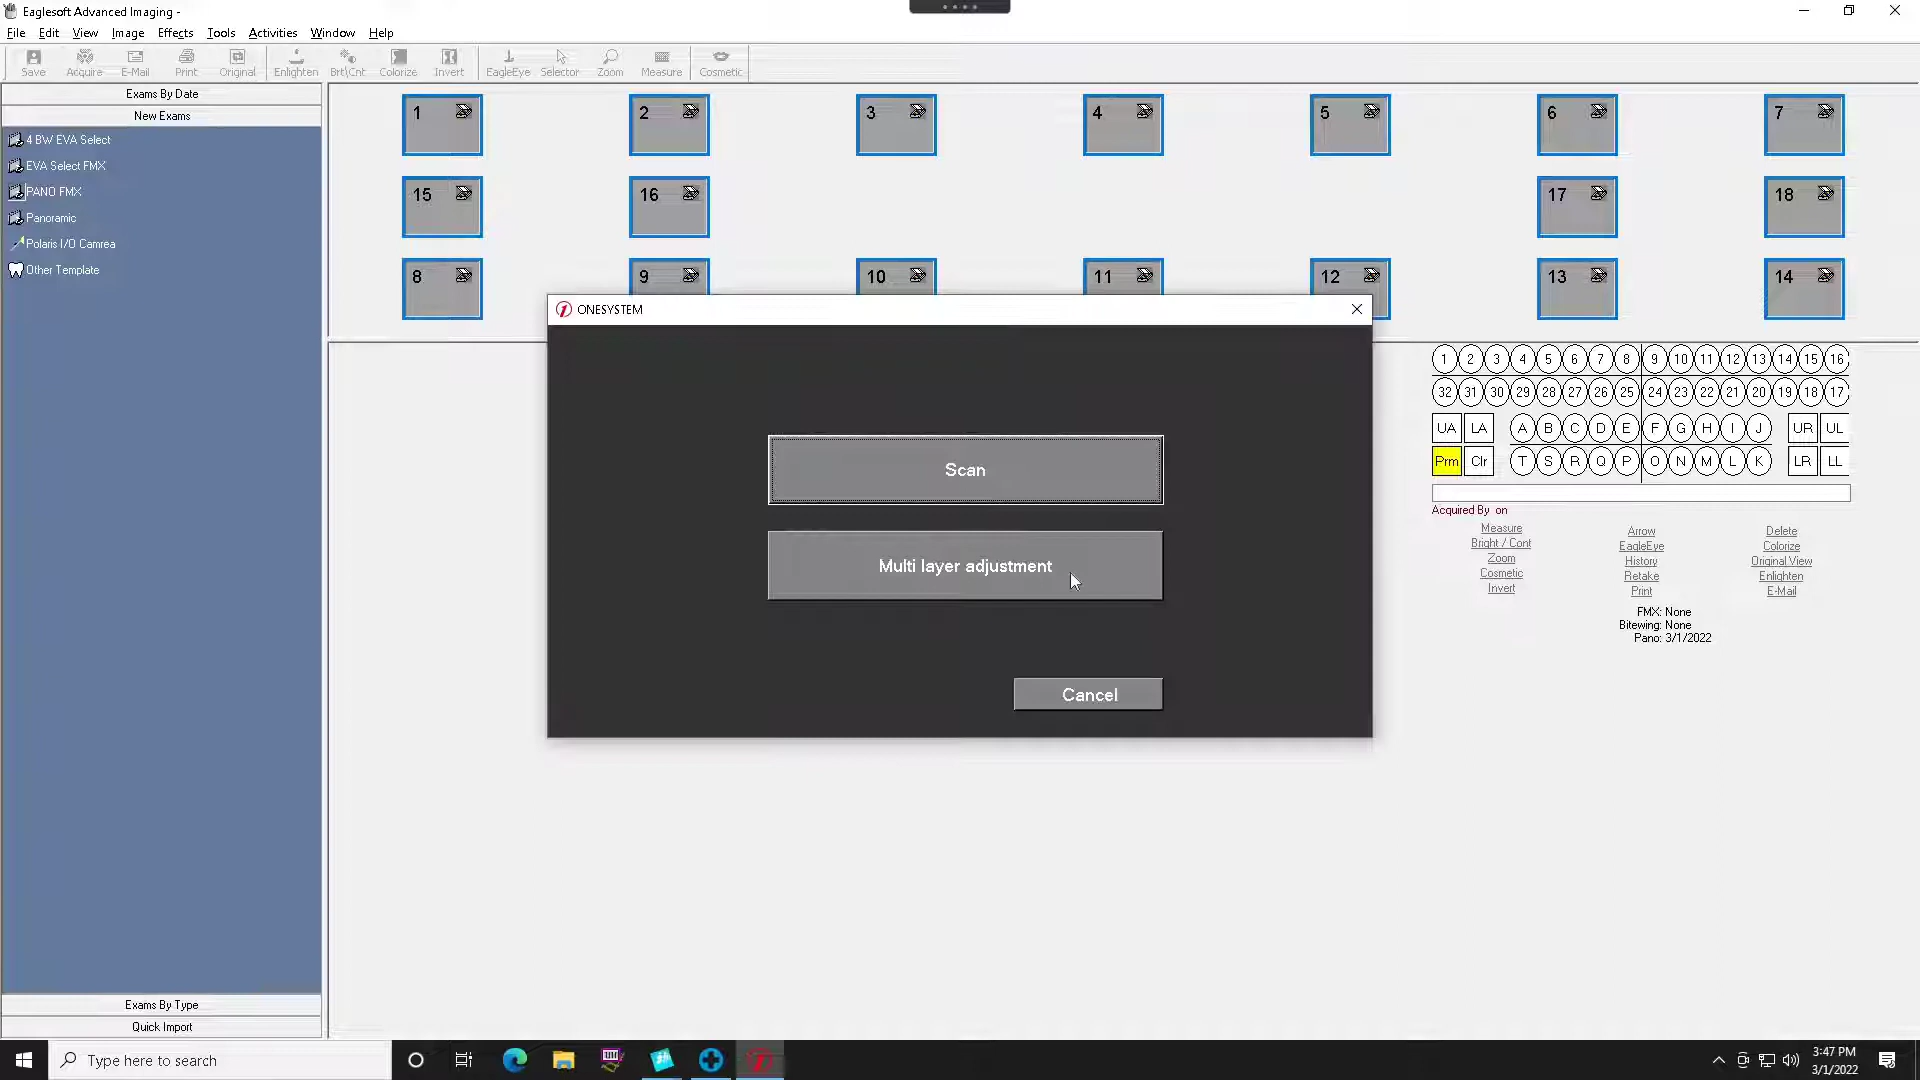 Eaglesoft Advanced Imaging -
File Edit View Image Effects Tools Activities Window Help
Save Acquire E-Mail Print Original Enlighten Brt\Cnt Colorize Invert EagleEye Selector Zoom Measure Cosmetic
Exams By Date
New Exams
4 BW EVA Select
EVA Select FMX
PANO FMX
Panoramic
Polaris I/O Camrea
Other Template
Exams By Type
Quick Import
1 2 3 4 5 6 7
15 16 17 18
8 9 10 11 12 13 14
ONESYSTEM
Scan
Multi layer adjustment
Cancel
1 2 3 4 5 6 7 8 9 10 11 12 13 14 15 16
32 31 30 29 28 27 26 25 24 23 22 21 20 19 18 17
UA LA A B C D E F G H I J UR UL
Prm Clr T S R Q P O N M L K LR LL
Acquired By on
Measure Arrow Delete
Bright / Cont EagleEye Colorize
Zoom History Original View
Cosmetic Retake Enlighten
Invert Print E-Mail
FMX: None
Bitewing: None
Pano: 3/1/2022
Type here to search
3:47 PM
3/1/2022